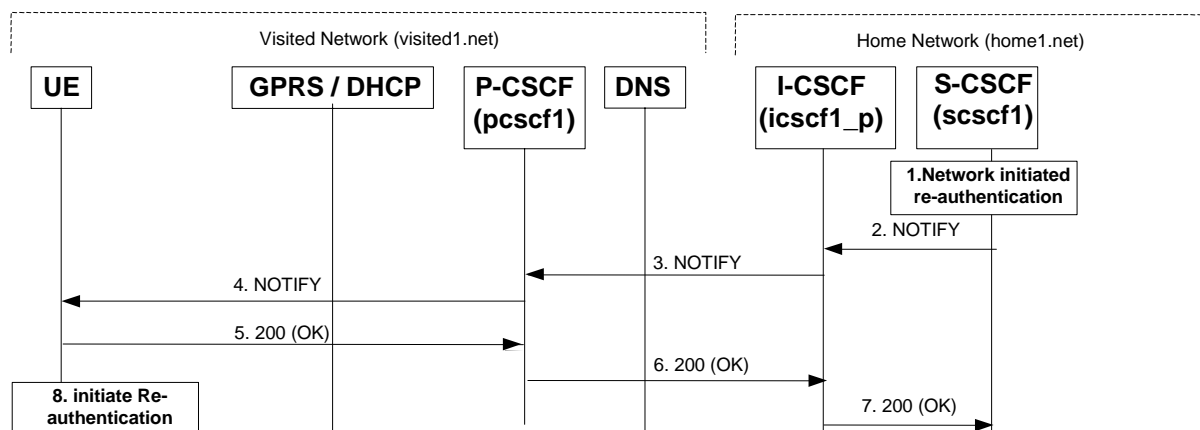 Visited Network (visited1.net)
Home Network (home1.net)
UE
GPRS / DHCP
P-CSCF
(pcscf1)
DNS
I-CSCF
(icscf1_p)
S-CSCF
(scscf1)
1.Network initiated
re-authentication
2. NOTIFY
3. NOTIFY
4. NOTIFY
5. 200 (OK)
6. 200 (OK)
7. 200 (OK)
8. initiate Re-
authentication